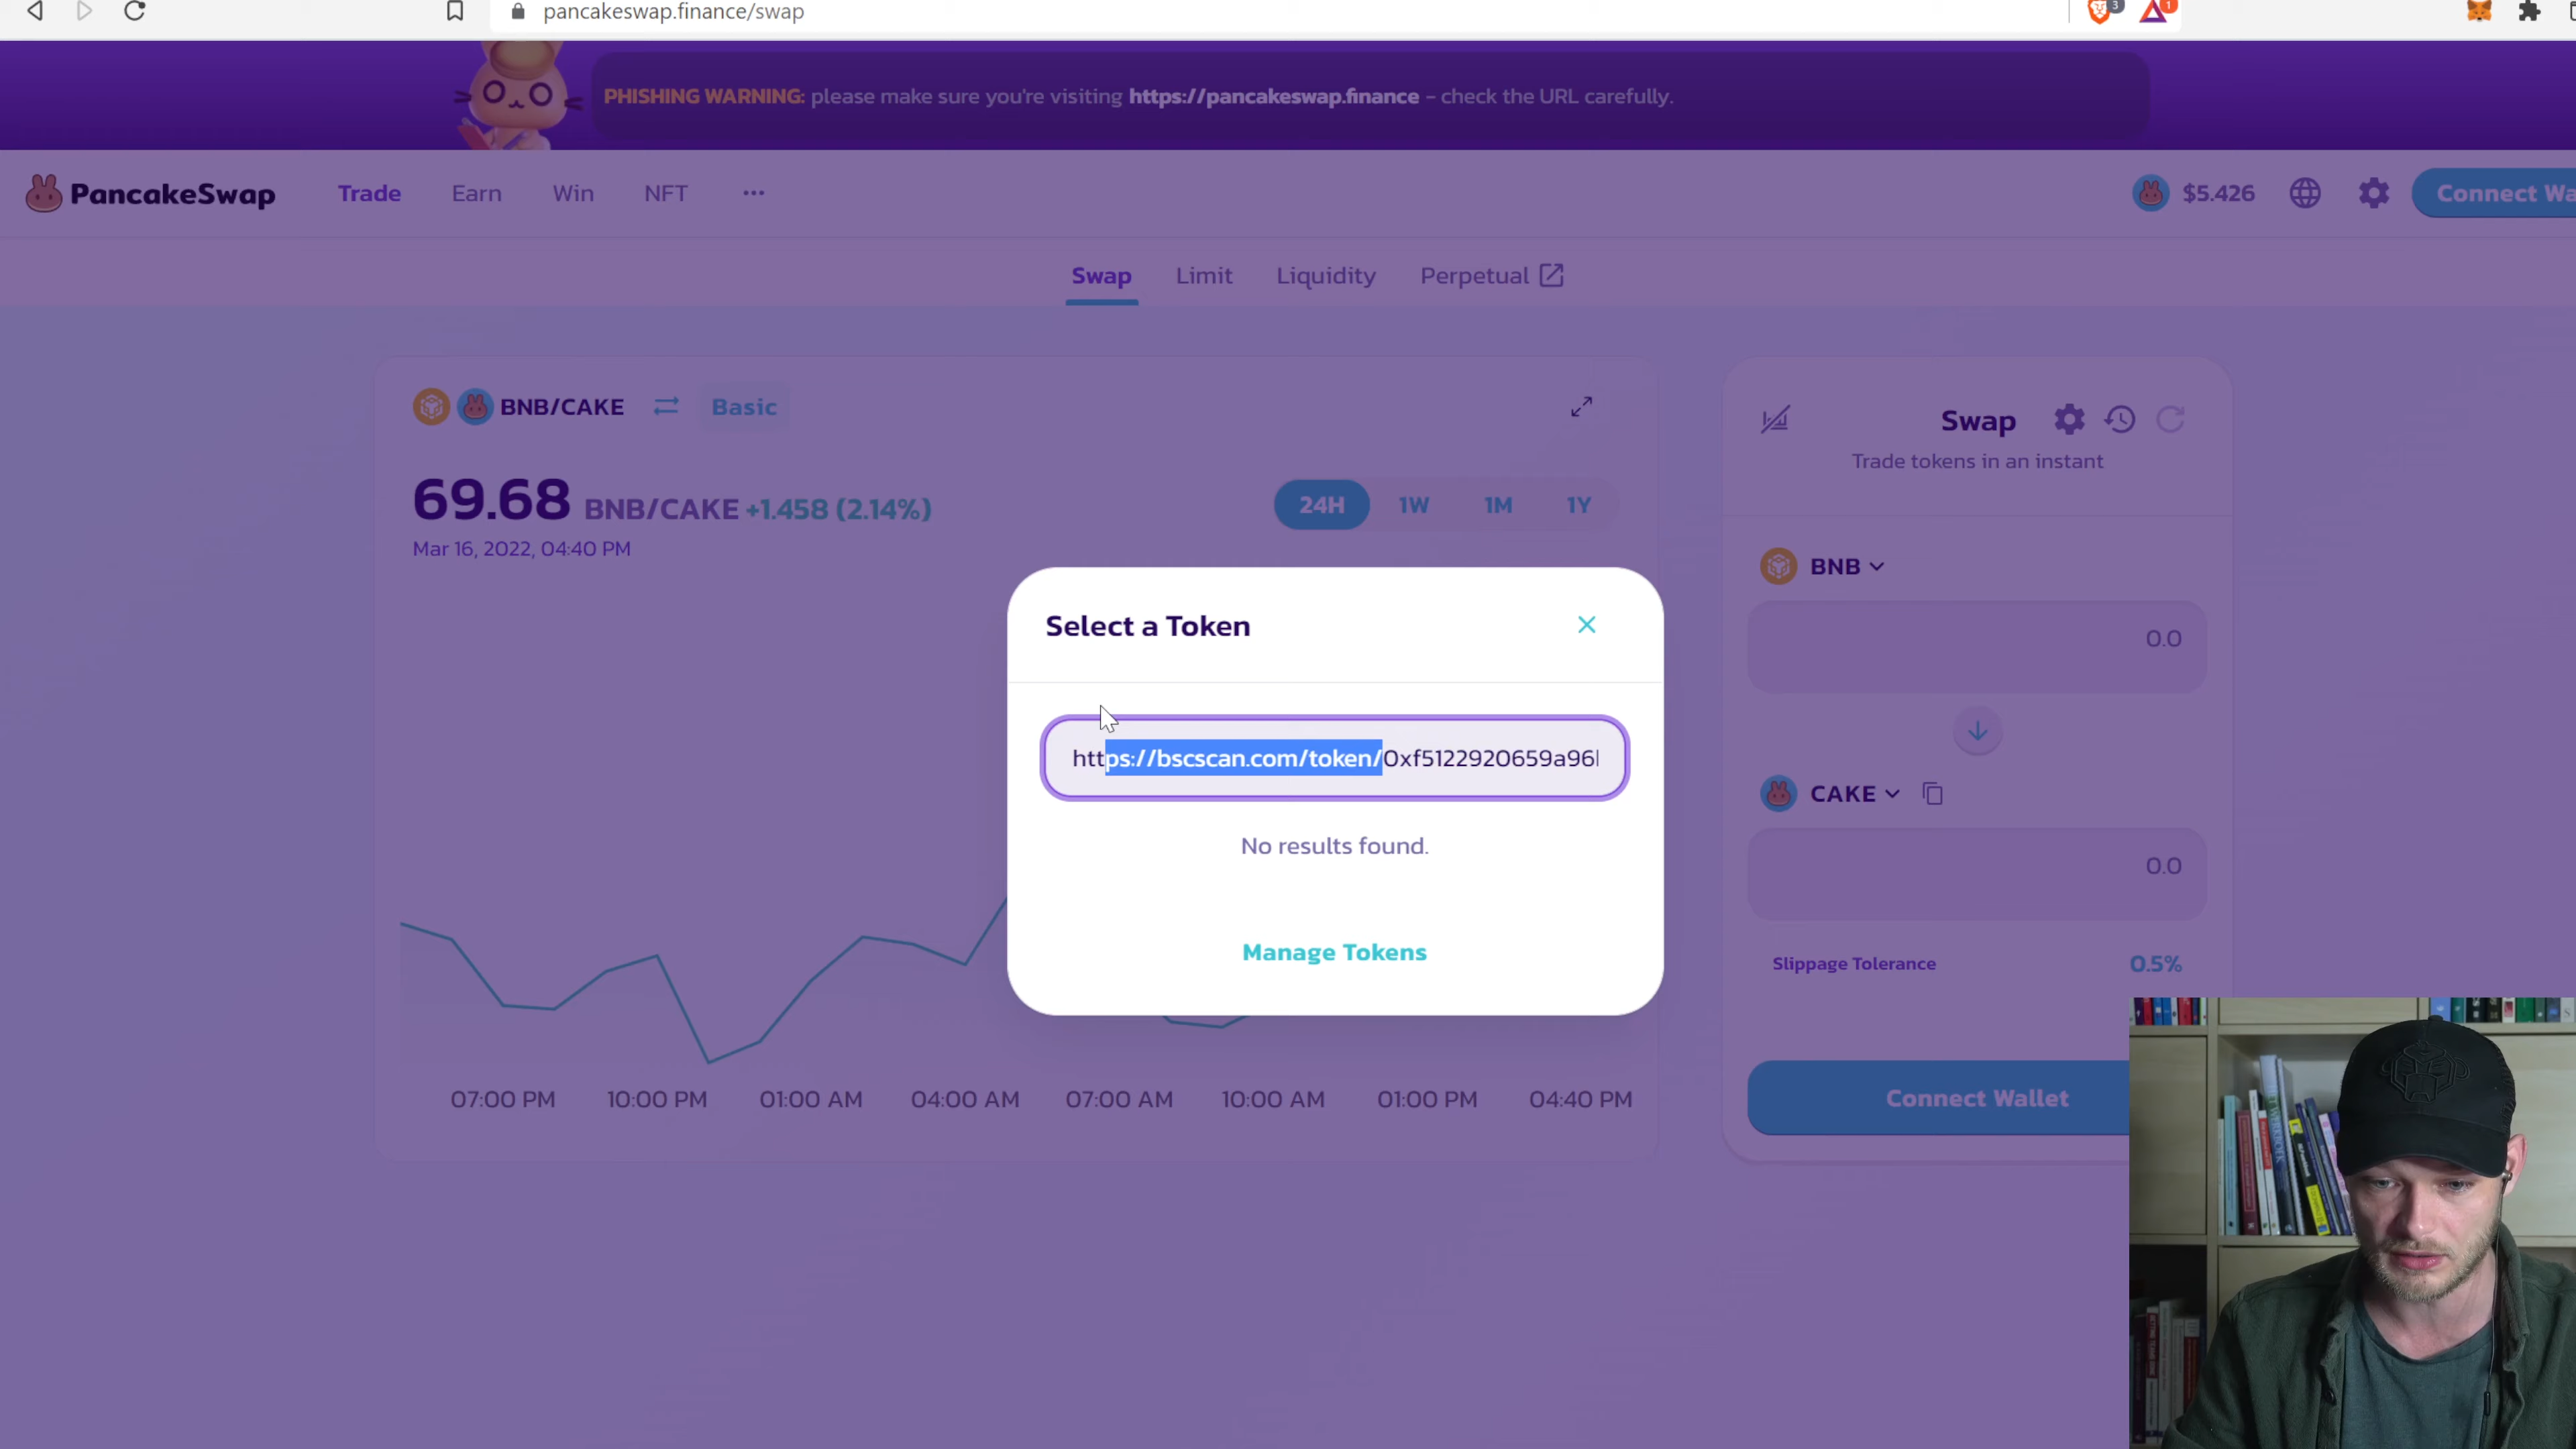 pancakeswap.finance/swap
3
1
PHISHING WARNING: please make sure you're visiting https://pancakeswap.finance - check the URL carefully.
PancakeSwap
Trade
Earn
Win
NFT
$5.426
Connect Wa
Swap
Limit
Liquidity
Perpetual
BNB/CAKE
Basic
69.68 BNB/CAKE +1.458 (2.14%)
Mar 16, 2022, 04:40 PM
24H
1W
1M
1Y
Select a Token
https://bscscan.com/token/0xf5122920659a96
No results found.
Manage Tokens
07:00 PM
10:00 PM
01:00 AM
04:00 AM
07:00 AM
10:00 AM
01:00 PM
04:40 PM
Swap
Trade tokens in an instant
BNB
0.0
CAKE
0.0
Slippage Tolerance
0.5%
Connect Wallet